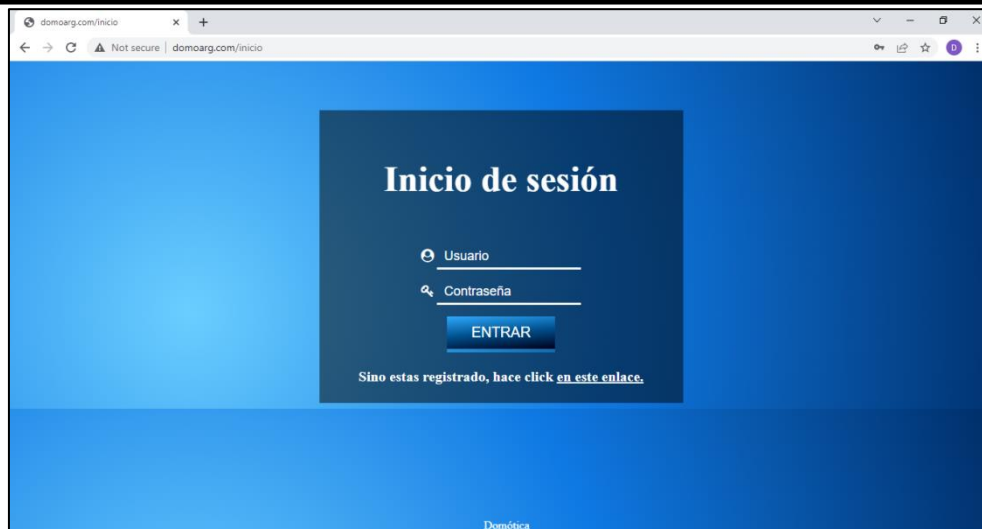 domoarg.com/inicio
Not secure domoarg.com/inicio
D
Inicio de sesión
Usuario
Contraseña
ENTRAR
Sino estas registrado, hace click en este enlace.
Domótica